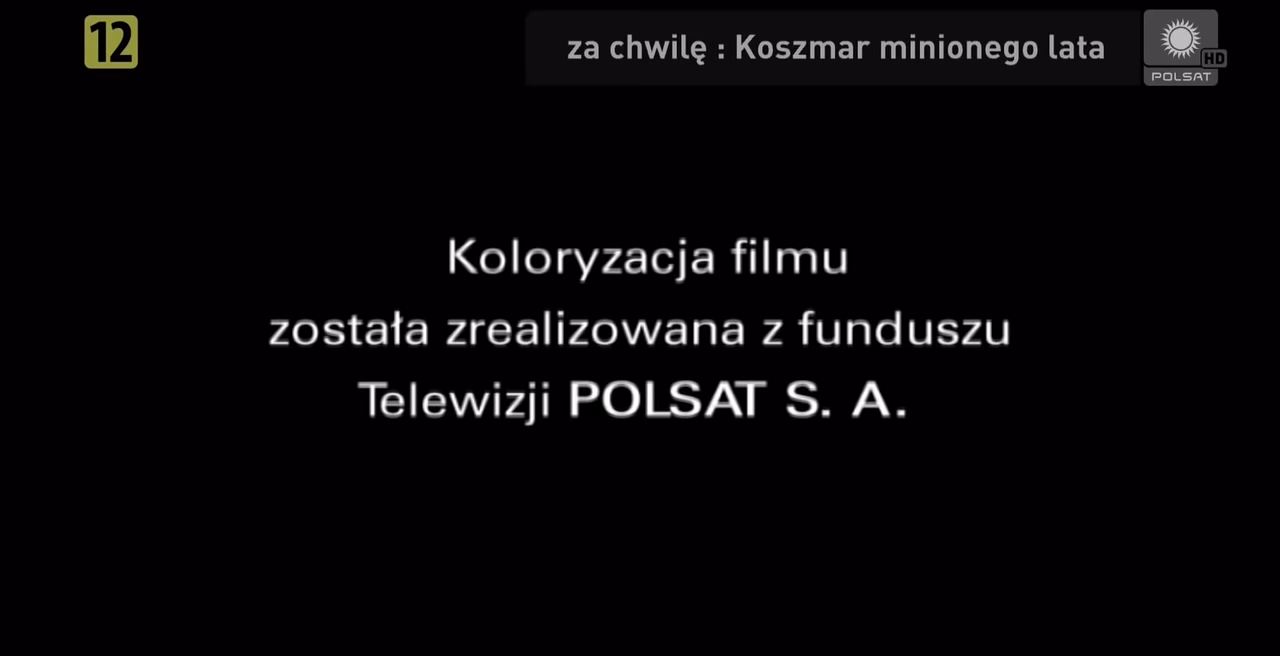 12
za chwilę : Koszmar minionego lata
HD
POLSAT
Koloryzacja filmu
została zrealizowana z funduszu
Telewizji POLSAT S. A.